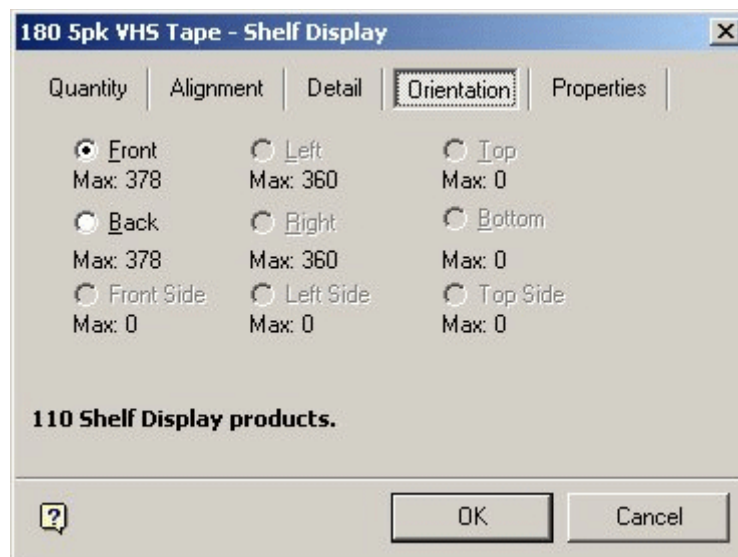 180 5pk VHS Tape - Shelf Display
Quantity Alignment Detail Orientation Properties
Front Left Top
Max: 378 Max: 360 Max: 0
Back Right Bottom
Max: 378 Max: 360 Max: 0
Front Side Left Side Top Side
Max: 0 Max: 0 Max: 0
110 Shelf Display products.
? OK Cancel